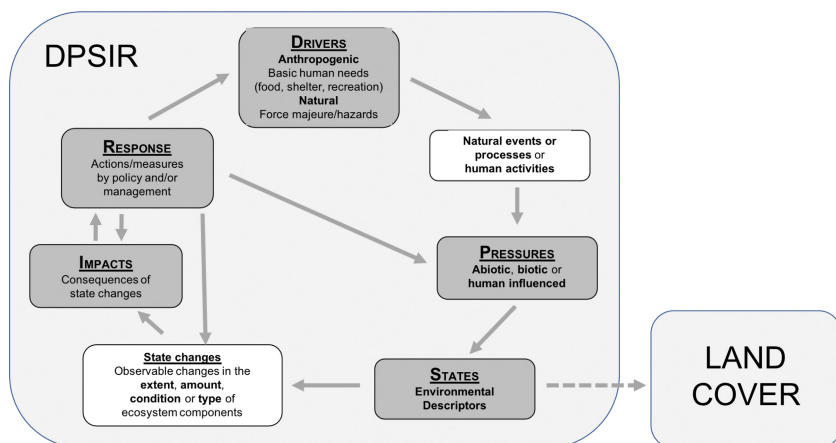 DPSIR
DRIVERS
Anthropogenic
Basic human needs
(food, shelter, recreation)
Natural
Force majeure/hazards
Natural events or
processes or
human activities
RESPONSE
Actions/measures
by policy and/or
management
PRESSURES
Abiotic, biotic or
human influenced
IMPACTS
Consequences of
state changes
State changes
Observable changes in the
extent, amount,
condition or type of
ecosystem components
STATES
Environmental
Descriptors
LAND
COVER